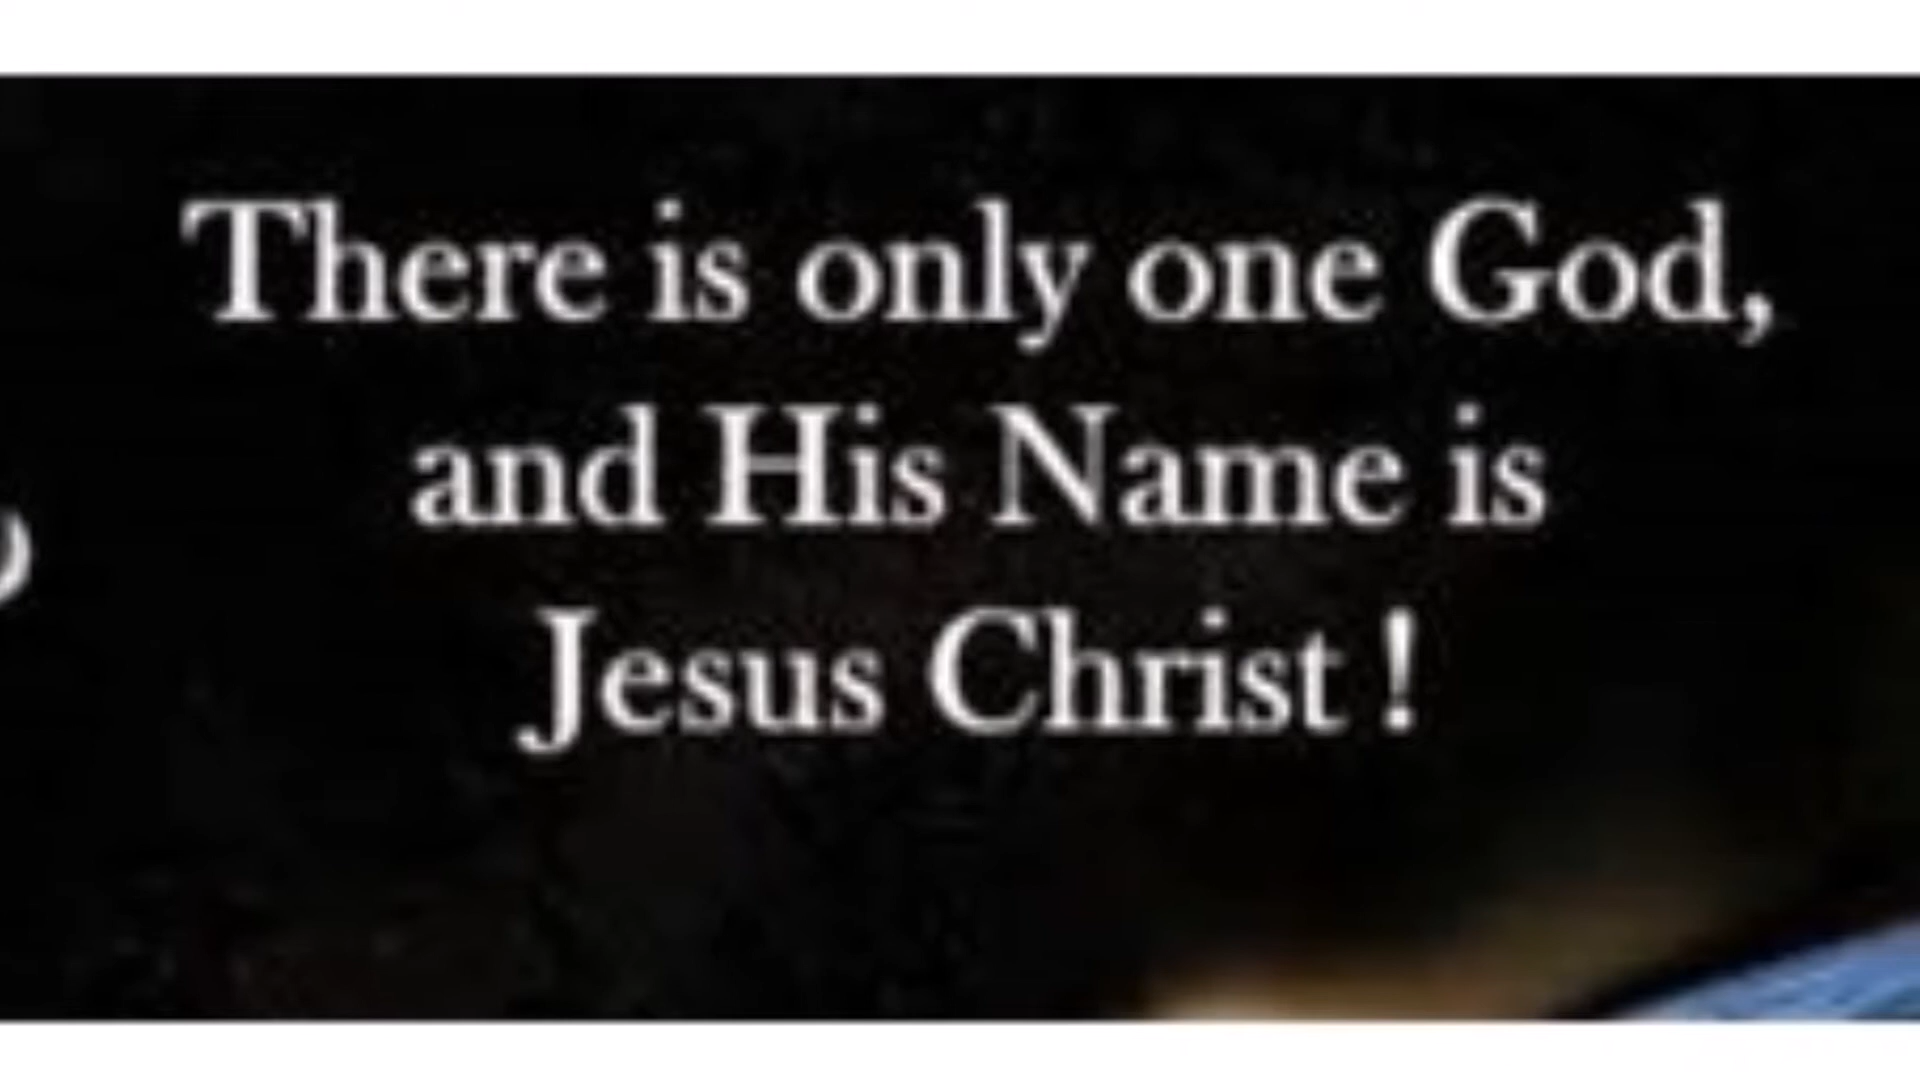 There is only one God,
and His Name is
Jesus Christ !